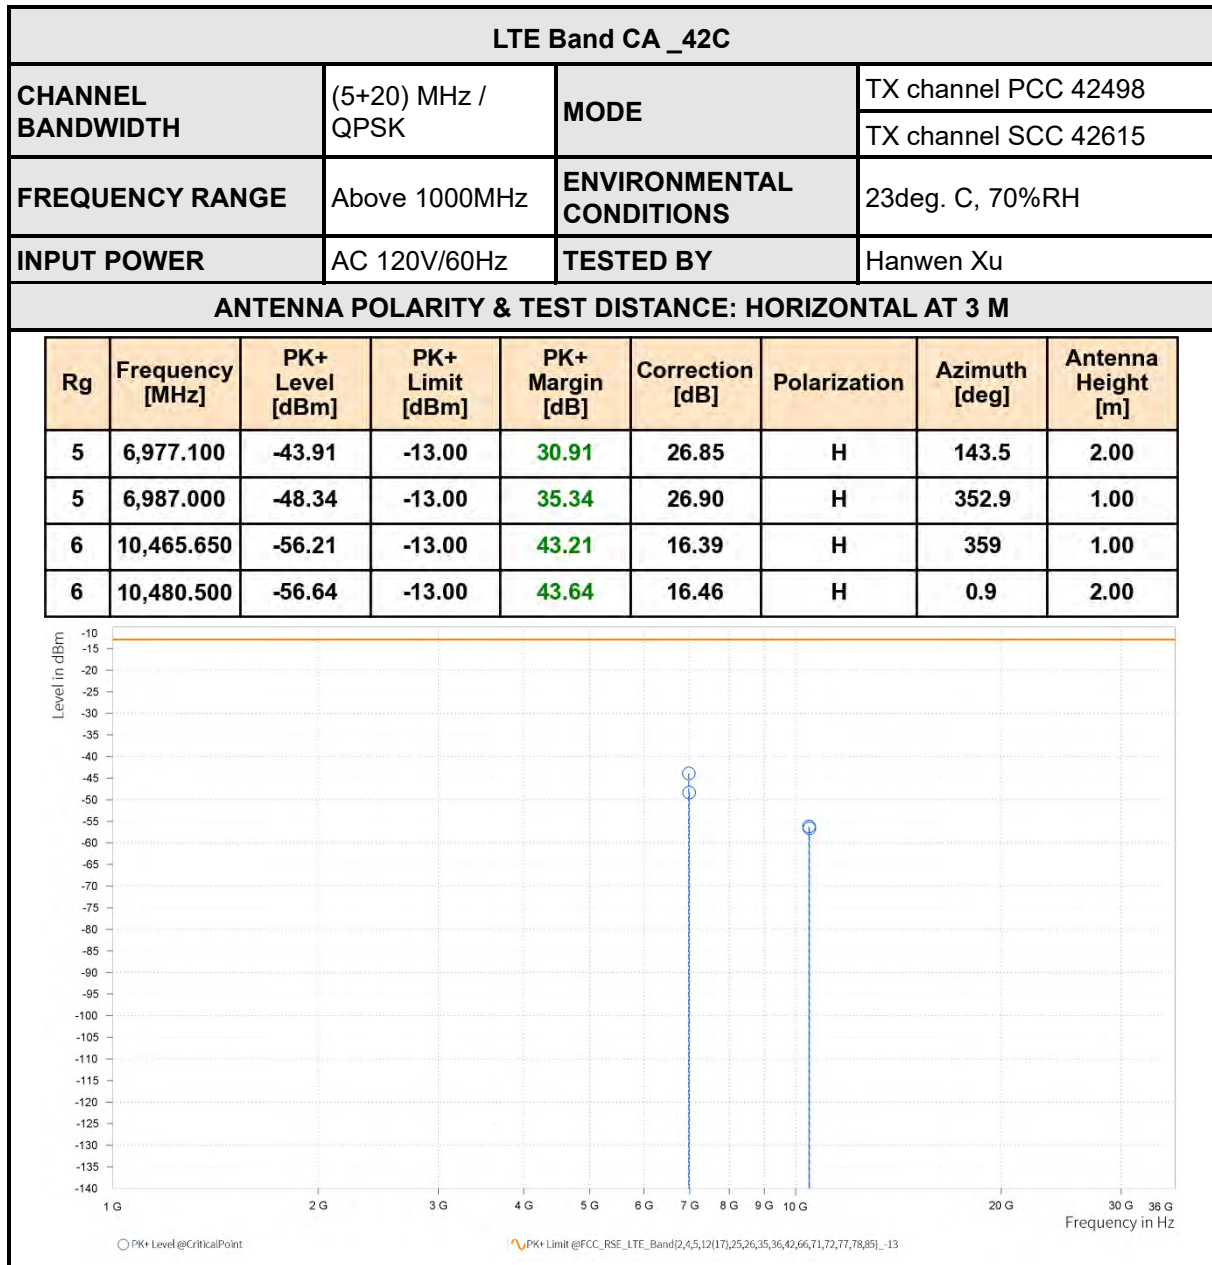 LTE Band CA _42C
CHANNEL BANDWIDTH (5+20) MHz / QPSK MODE TX channel PCC 42498
TX channel SCC 42615
FREQUENCY RANGE Above 1000MHz ENVIRONMENTAL CONDITIONS 23deg. C, 70%RH
INPUT POWER AC 120V/60Hz TESTED BY Hanwen Xu
ANTENNA POLARITY & TEST DISTANCE: HORIZONTAL AT 3 M
Rg Frequency [MHz] PK+ Level [dBm] PK+ Limit [dBm] PK+ Margin [dB] Correction [dB] Polarization Azimuth [deg] Antenna Height [m]
5 6,977.100 -43.91 -13.00 30.91 26.85 H 143.5 2.00
5 6,987.000 -48.34 -13.00 35.34 26.90 H 352.9 1.00
6 10,465.650 -56.21 -13.00 43.21 16.39 H 359 1.00
6 10,480.500 -56.64 -13.00 43.64 16.46 H 0.9 2.00
Level in dBm
-10
-15
-20
-25
-30
-35
-40
-45
-50
-55
-60
-65
-70
-75
-80
-85
-90
-95
-100
-105
-110
-115
-120
-125
-130
-135
-140
1 G 2 G 3 G 4 G 5 G 6 G 7 G 8 G 9 G 10 G 20 G 30 G 36 G
Frequency in Hz
PK+ Level @CriticalPoint PK+ Limit @FCC_RSE_LTE_Band{2,4,5,12(17),25,26,35,36,42,66,71,72,77,78,85}_-13